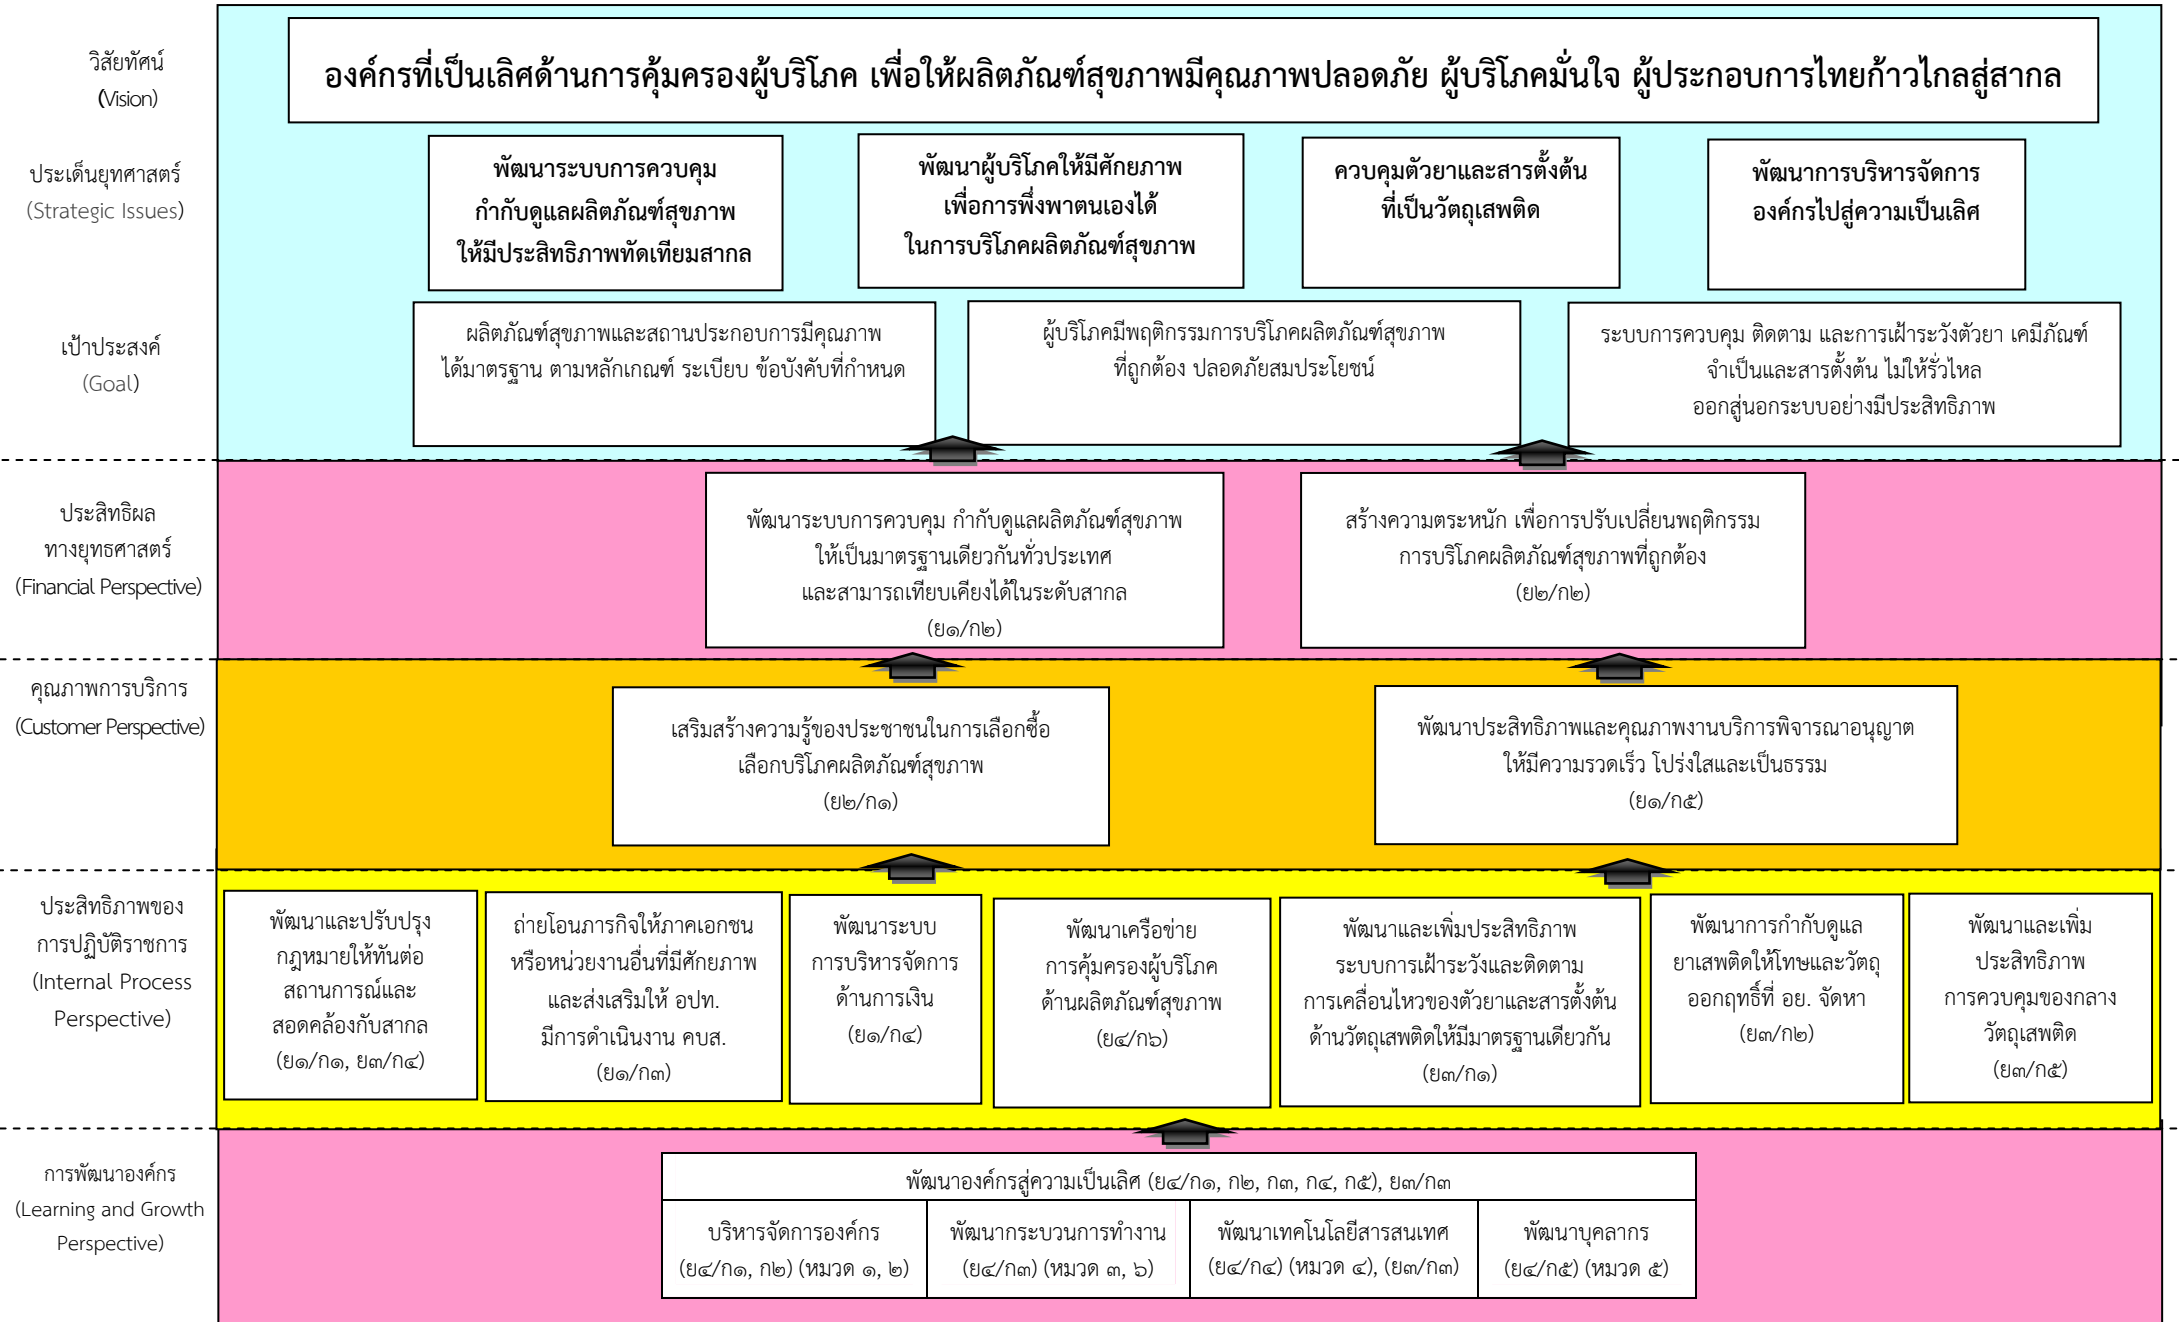 วิสัยทัศน์
(Vision)
องค์กรที่เป็นเลิศด้านการคุ้มครองผู้บริโภค เพื่อให้ผลิตภัณฑ์สุขภาพมีคุณภาพปลอดภัย ผู้บริโภคมั่นใจ ผู้ประกอบการไทยก้าวไกลสู่สากล
ประเด็นยุทศาสตร์
(Strategic Issues)
พัฒนาระบบการควบคุม
กำกับดูแลผลิตภัณฑ์สุขภาพ
ให้มีประสิทธิภาพทัดเทียมสากล
พัฒนาผู้บริโภคให้มีศักยภาพ
เพื่อการพึ่งพาตนเองได้
ในการบริโภคผลิตภัณฑ์สุขภาพ
ควบคุมตัวยาและสารตั้งต้น
ที่เป็นวัตถุเสพติด
พัฒนาการบริหารจัดการ
องค์กรไปสู่ความเป็นเลิศ
เป้าประสงค์
(Goal)
ผลิตภัณฑ์สุขภาพและสถานประกอบการมีคุณภาพ
ได้มาตรฐาน ตามหลักเกณฑ์ ระเบียบ ข้อบังคับที่กำหนด
ผู้บริโภคมีพฤติกรรมการบริโภคผลิตภัณฑ์สุขภาพ
ที่ถูกต้อง ปลอดภัยสมประโยชน์
ระบบการควบคุม ติดตาม และการเฝ้าระวังตัวยา เคมีภัณฑ์
จำเป็นและสารตั้งต้น ไม่ให้รั่วไหล
ออกสู่นอกระบบอย่างมีประสิทธิภาพ
ประสิทธิผล
ทางยุทธศาสตร์
(Financial Perspective)
พัฒนาระบบการควบคุม กำกับดูแลผลิตภัณฑ์สุขภาพ
ให้เป็นมาตรฐานเดียวกันทั่วประเทศ
และสามารถเทียบเคียงได้ในระดับสากล
(ย๑/ก๒)
สร้างความตระหนัก เพื่อการปรับเปลี่ยนพฤติกรรม
การบริโภคผลิตภัณฑ์สุขภาพที่ถูกต้อง
(ย๒/ก๒)
คุณภาพการบริการ
(Customer Perspective)
เสริมสร้างความรู้ของประชาชนในการเลือกซื้อ
เลือกบริโภคผลิตภัณฑ์สุขภาพ
(ย๒/ก๑)
พัฒนาประสิทธิภาพและคุณภาพงานบริการพิจารณาอนุญาต
ให้มีความรวดเร็ว โปร่งใสและเป็นธรรม
(ย๑/ก๕)
ประสิทธิภาพของ
การปฏิบัติราชการ
(Internal Process
Perspective)
พัฒนาและปรับปรุง
กฎหมายให้ทันต่อ
สถานการณ์และ
สอดคล้องกับสากล
(ย๑/ก๑, ย๓/ก๔)
ถ่ายโอนภารกิจให้ภาคเอกชน
หรือหน่วยงานอื่นที่มีศักยภาพ
และส่งเสริมให้ อปท.
มีการดำเนินงาน คบส.
(ย๑/ก๓)
พัฒนาระบบ
การบริหารจัดการ
ด้านการเงิน
(ย๑/ก๔)
พัฒนาเครือข่าย
การคุ้มครองผู้บริโภค
ด้านผลิตภัณฑ์สุขภาพ
(ย๔/ก๖)
พัฒนาและเพิ่มประสิทธิภาพ
ระบบการเฝ้าระวังและติดตาม
การเคลื่อนไหวของตัวยาและสารตั้งต้น
ด้านวัตถุเสพติดให้มีมาตรฐานเดียวกัน
(ย๓/ก๑)
พัฒนาการกำกับดูแล
ยาเสพติดให้โทษและวัตถุ
ออกฤทธิ์ที่ อย. จัดหา
(ย๓/ก๒)
พัฒนาและเพิ่ม
ประสิทธิภาพ
การควบคุมของกลาง
วัตถุเสพติด
(ย๓/ก๕)
การพัฒนาองค์กร
(Learning and Growth
Perspective)
พัฒนาองค์กรสู่ความเป็นเลิศ (ย๔/ก๑, ก๒, ก๓, ก๔, ก๕), ย๓/ก๓
บริหารจัดการองค์กร
(ย๔/ก๑, ก๒) (หมวด ๑, ๒)
พัฒนากระบวนการทำงาน
(ย๔/ก๓) (หมวด ๓, ๖)
พัฒนาเทคโนโลยีสารสนเทศ
(ย๔/ก๔) (หมวด ๔), (ย๓/ก๓)
พัฒนาบุคลากร
(ย๔/ก๕) (หมวด ๕)